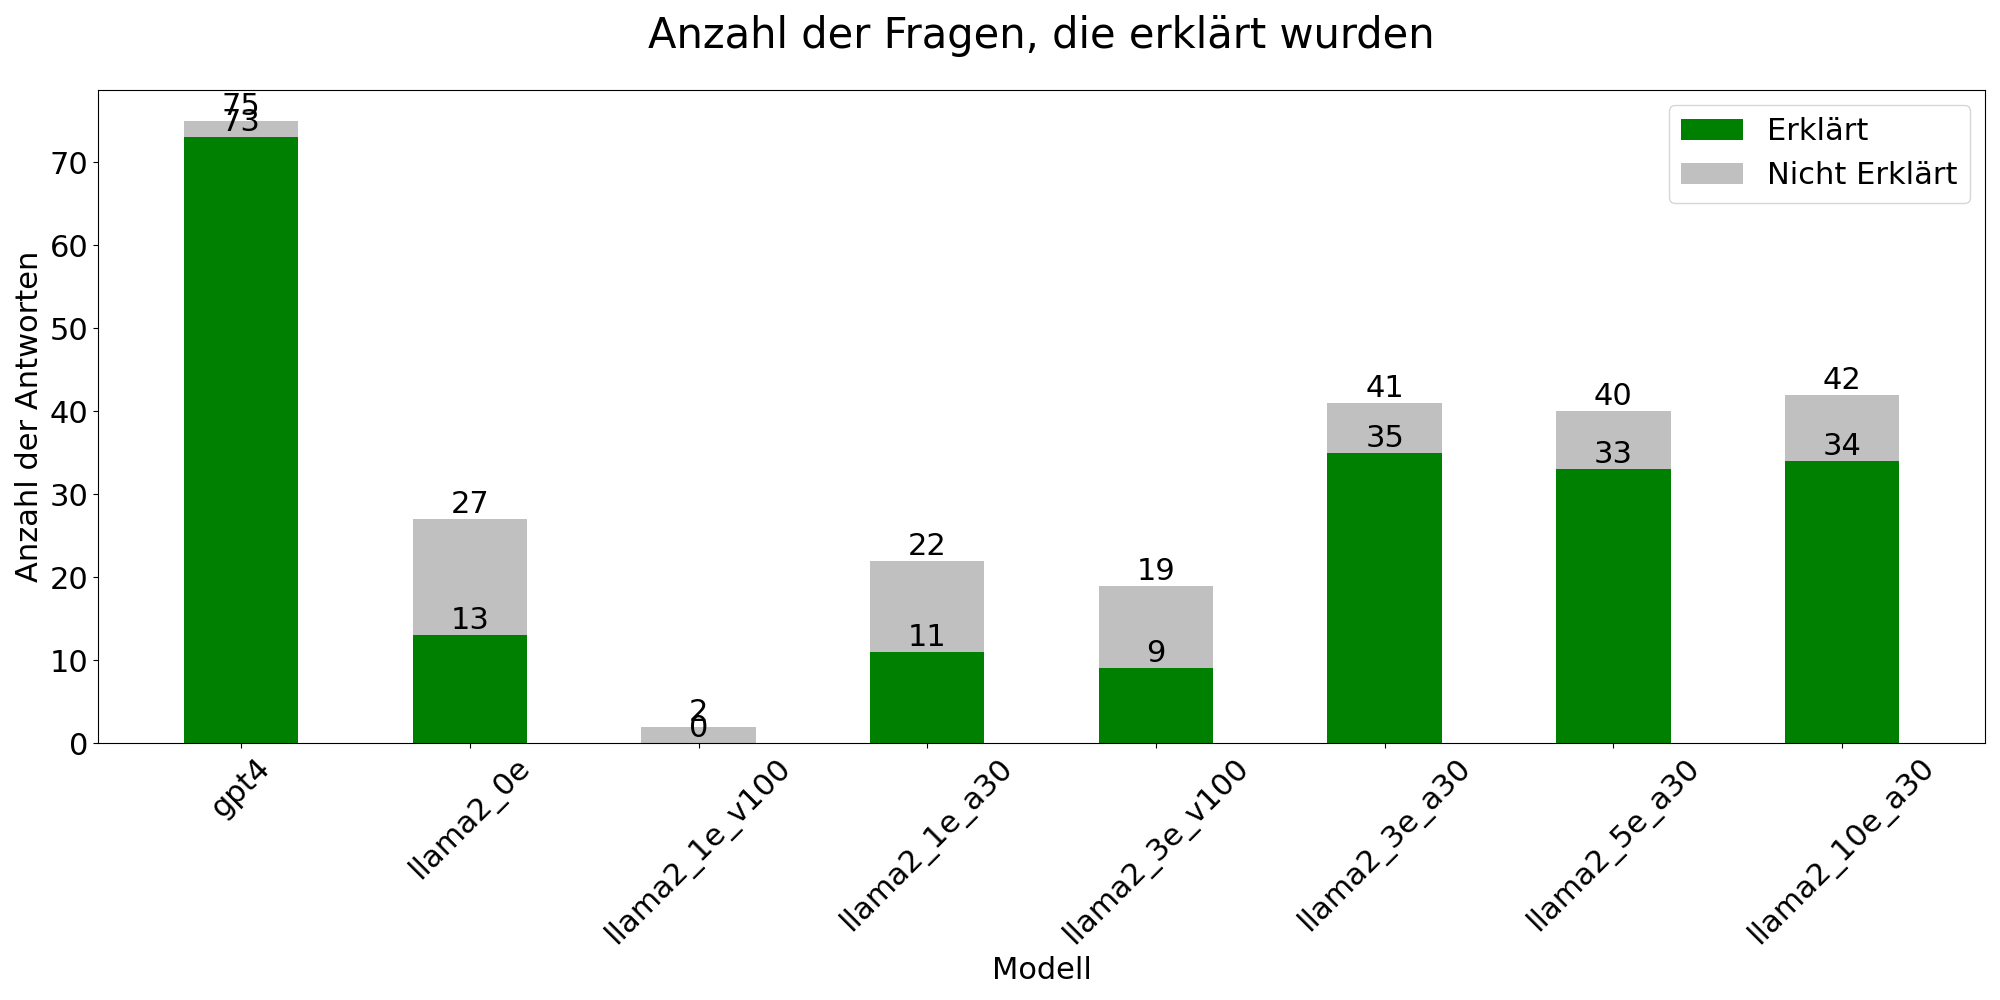 Anzahl der Fragen, die erklärt wurden
Erklärt
Nicht Erklärt
Anzahl der Antworten
70
60
50
40
30
20
10
0
75
73
27
13
2
0
22
11
19
9
41
35
40
33
42
34
gpt4
llama2_0e
llama2_1e_v100
llama2_1e_a30
llama2_3e_v100
llama2_3e_a30
llama2_5e_a30
llama2_10e_a30
Modell